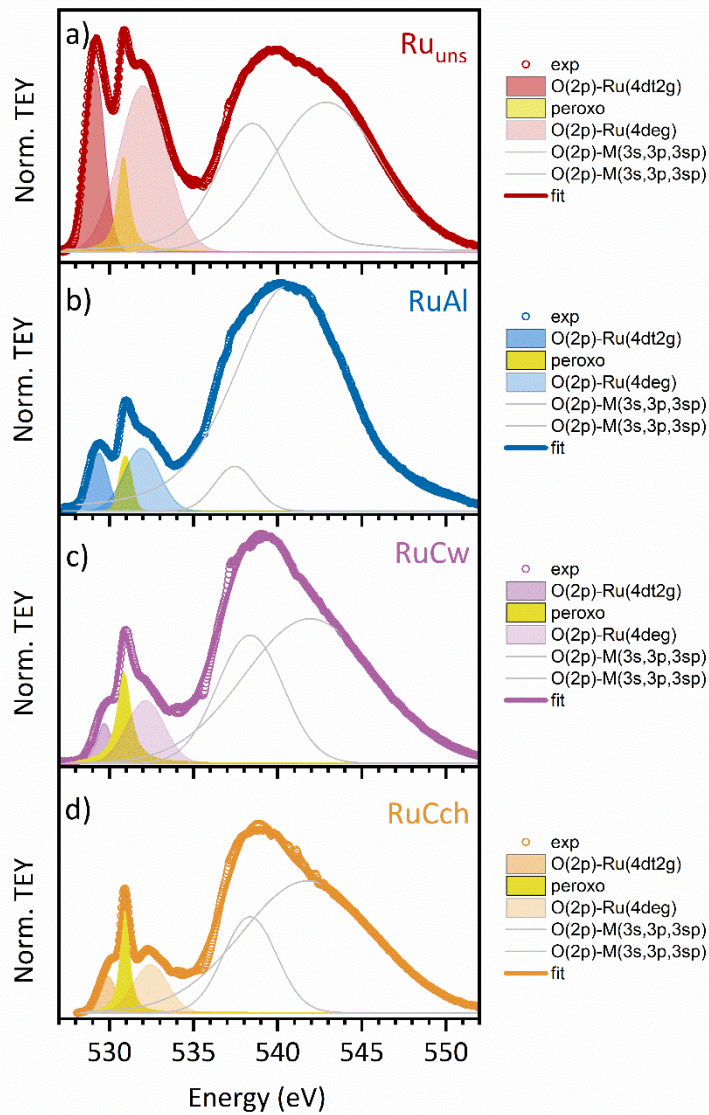 a)
Ru_uns
Norm. TEY
exp
O(2p)-Ru(4dt2g)
peroxo
O(2p)-Ru(4deg)
O(2p)-M(3s,3p,3sp)
O(2p)-M(3s,3p,3sp)
fit
b)
RuAl
Norm. TEY
exp
O(2p)-Ru(4dt2g)
peroxo
O(2p)-Ru(4deg)
O(2p)-M(3s,3p,3sp)
O(2p)-M(3s,3p,3sp)
fit
c)
RuCw
Norm. TEY
exp
O(2p)-Ru(4dt2g)
peroxo
O(2p)-Ru(4deg)
O(2p)-M(3s,3p,3sp)
O(2p)-M(3s,3p,3sp)
fit
d)
RuCch
Norm. TEY
exp
O(2p)-Ru(4dt2g)
peroxo
O(2p)-Ru(4deg)
O(2p)-M(3s,3p,3sp)
O(2p)-M(3s,3p,3sp)
fit
530 535 540 545 550
Energy (eV)